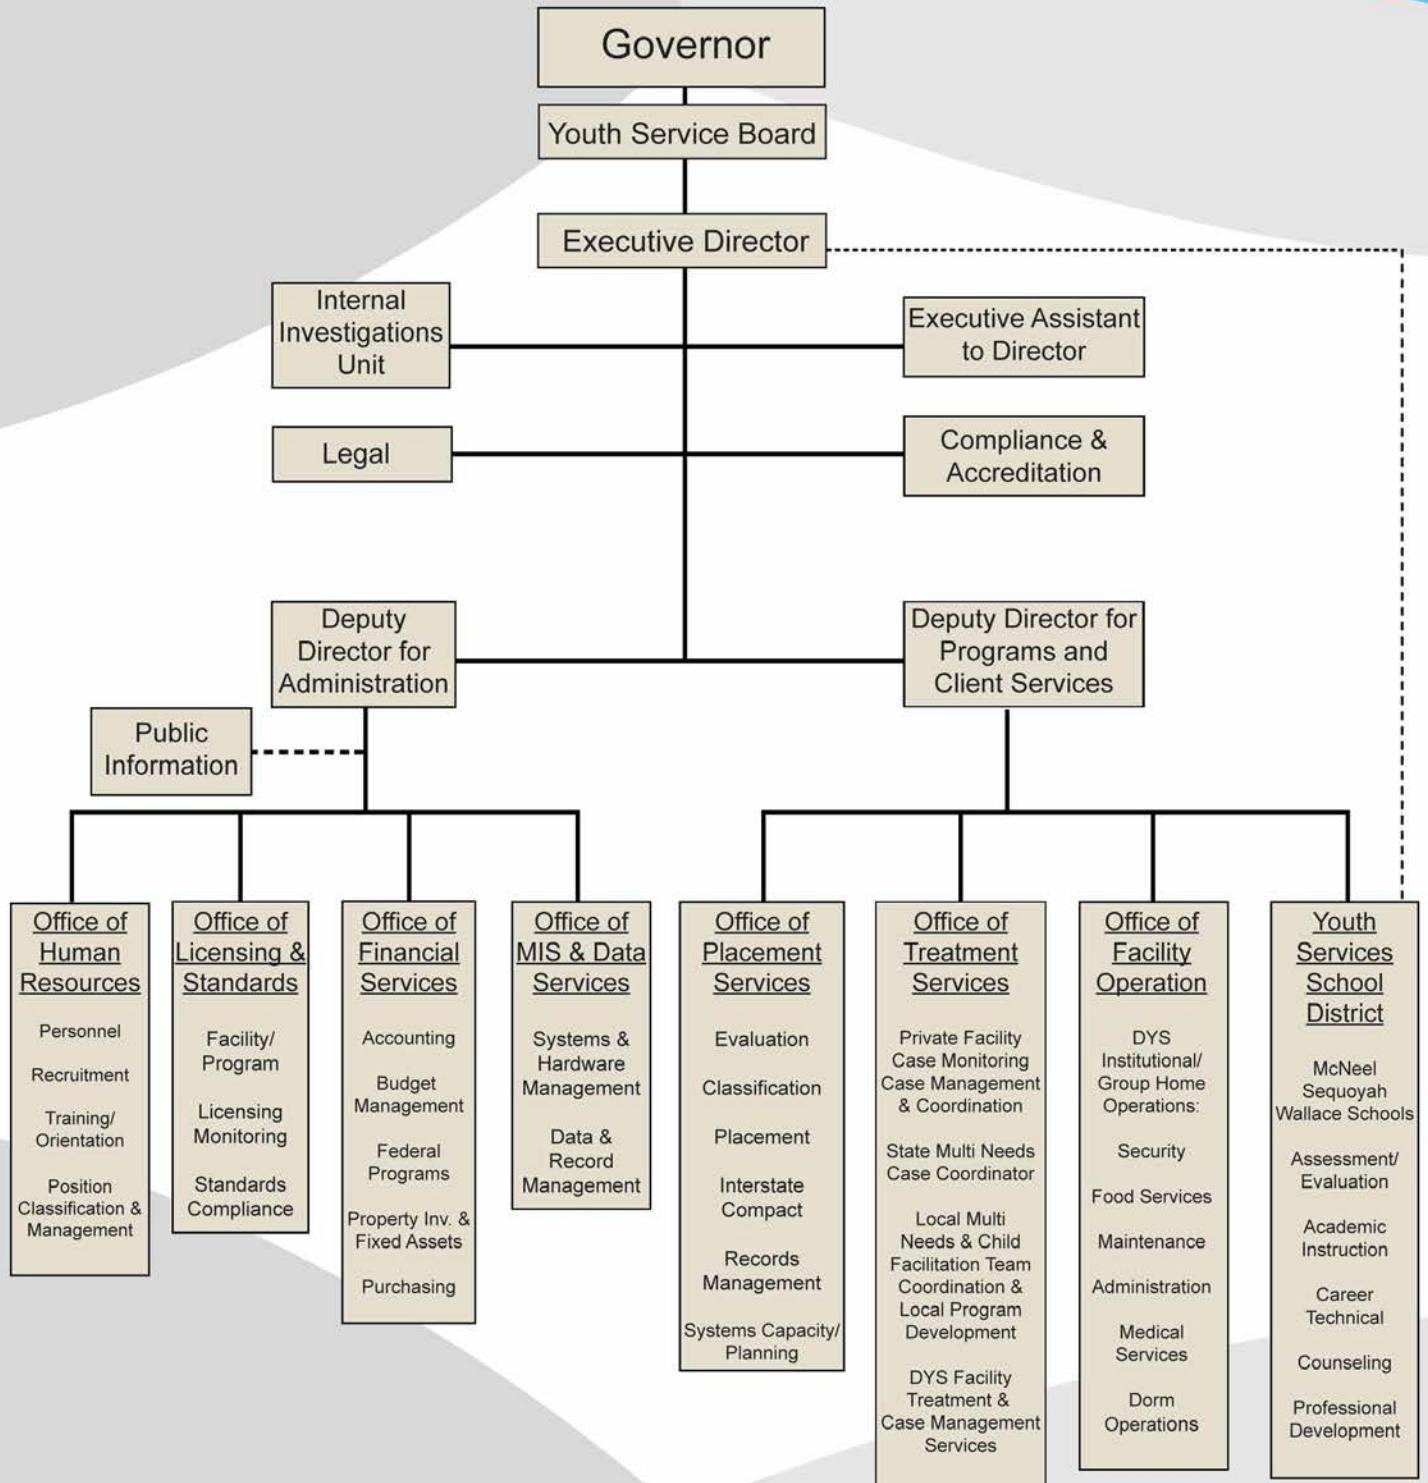 Governor
Youth Service Board
Executive Director
Internal
Investigations
Unit
Executive Assistant
to Director
Legal
Compliance &
Accreditation
Deputy
Director for
Administration
Deputy Director for
Programs and
Client Services
Public
Information
Office of
Human
Resources
Personnel
Recruitment
Training/
Orientation
Position
Classification &
Management
Office of
Licensing &
Standards
Facility/
Program
Licensing
Monitoring
Standards
Compliance
Office of
Financial
Services
Accounting
Budget
Management
Federal
Programs
Property Inv. &
Fixed Assets
Purchasing
Office of
MIS & Data
Services
Systems &
Hardware
Management
Data &
Record
Management
Office of
Placement
Services
Evaluation
Classification
Placement
Interstate
Compact
Records
Management
Systems Capacity/
Planning
Office of
Treatment
Services
Private Facility
Case Monitoring
Case Management
& Coordination
State Multi Needs
Case Coordinator
Local Multi
Needs & Child
Facilitation Team
Coordination &
Local Program
Development
DYS Facility
Treatment &
Case Management
Services
Office of
Facility
Operation
DYS
Institutional/
Group Home
Operations:
Security
Food Services
Maintenance
Administration
Medical
Services
Dorm
Operations
Youth
Services
School
District
McNeel
Sequoyah
Wallace Schools
Assessment/
Evaluation
Academic
Instruction
Career
Technical
Counseling
Professional
Development